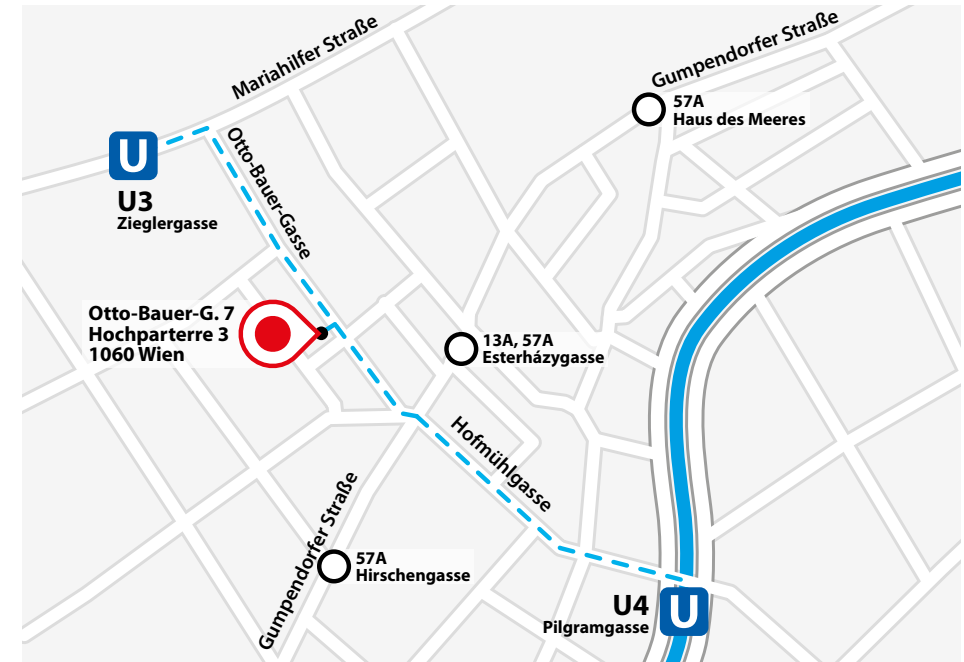 Mariahilfer Straße
Gumpendorfer Straße
57A
Haus des Meeres
U
U3
Zieglergasse
Otto-Bauer-Gasse
Otto-Bauer-G. 7
Hochparterre 3
1060 Wien
13A, 57A
Esterházygasse
Hofmühlgasse
Gumpendorfer Straße
57A
Hirschengasse
U4
Pilgramgasse
U